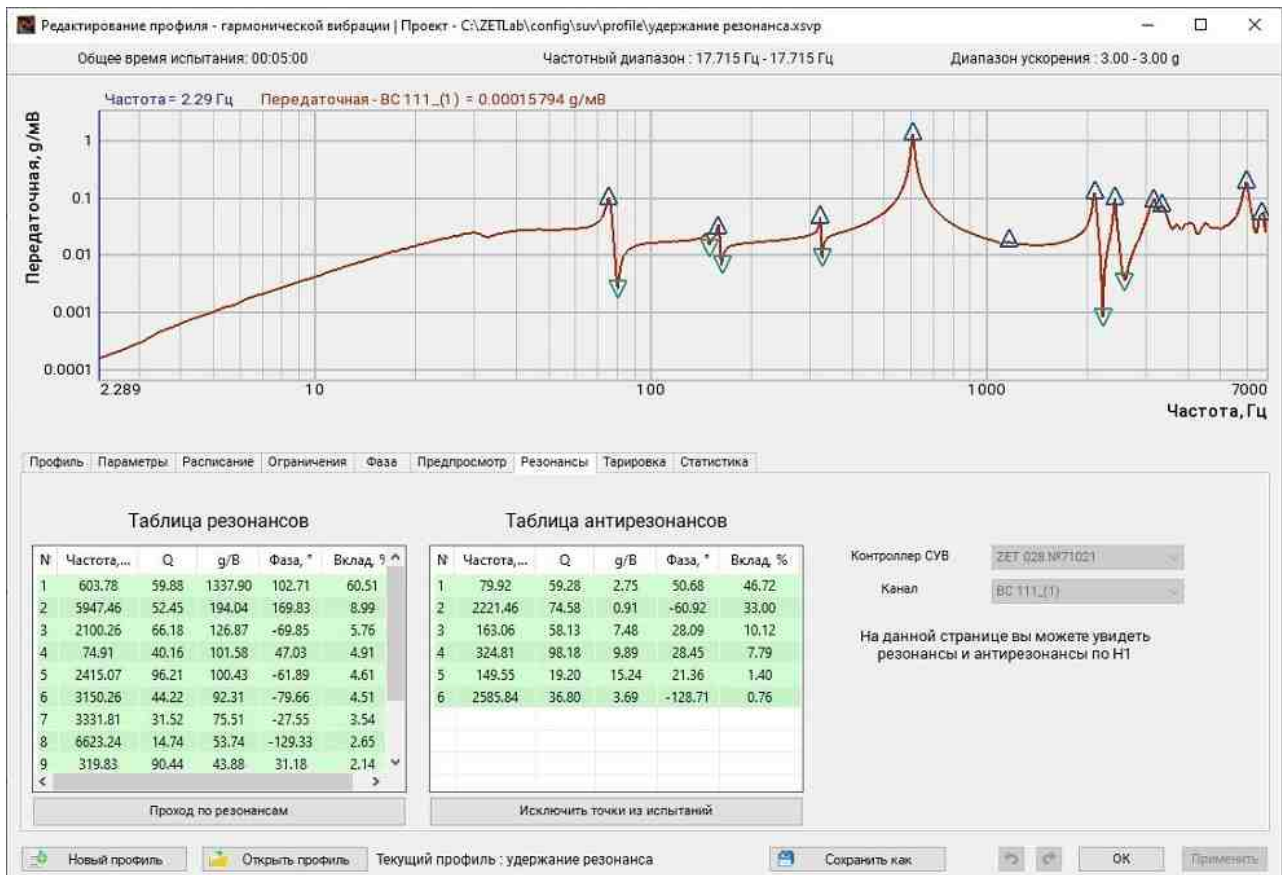 Редактирование профиля - гармонической вибрации | Проект - C:\ZETLab\config\suv\profile\удержание резонанса.xsvp
Общее время испытания: 00:05:00 Частотный диапазон : 17.715 Гц - 17.715 Гц Диапазон ускорения : 3.00 - 3.00 g
Частота = 2.29 Гц Передаточная - BC 111_(1) = 0.00015794 g/мВ
Передаточная, g/мВ
1
0.1
0.01
0.001
0.0001
2.289 10 100 1000 7000
Частота, Гц
Профиль Параметры Расписание Ограничения Фаза Предпросмотр Резонансы Тарировка Статистика
Таблица резонансов
N Частота,... Q g/В Фаза, ° Вклад, %
1 603.78 59.88 1337.90 102.71 60.51
2 5947.46 52.45 194.04 169.83 8.99
3 2100.26 66.18 126.87 -69.85 5.76
4 74.91 40.16 101.58 47.03 4.91
5 2415.07 96.21 100.43 -61.89 4.61
6 3150.26 44.22 92.31 -79.66 4.51
7 3331.81 31.52 75.51 -27.55 3.54
8 6623.24 14.74 53.74 -129.33 2.65
9 319.83 90.44 43.88 31.18 2.14
Проход по резонансам
Таблица антирезонансов
N Частота,... Q g/В Фаза, ° Вклад, %
1 79.92 59.28 2.75 50.68 46.72
2 2221.46 74.58 0.91 -60.92 33.00
3 163.06 58.13 7.48 28.09 10.12
4 324.81 98.18 9.89 28.45 7.79
5 149.55 19.20 15.24 21.36 1.40
6 2585.84 36.80 3.69 -128.71 0.76
Исключить точки из испытаний
Контроллер СУВ ZET 028 №71021
Канал BC 111_(1)
На данной странице вы можете увидеть
резонансы и антирезонансы по H1
Новый профиль Открыть профиль Текущий профиль : удержание резонанса Сохранить как OK Применить